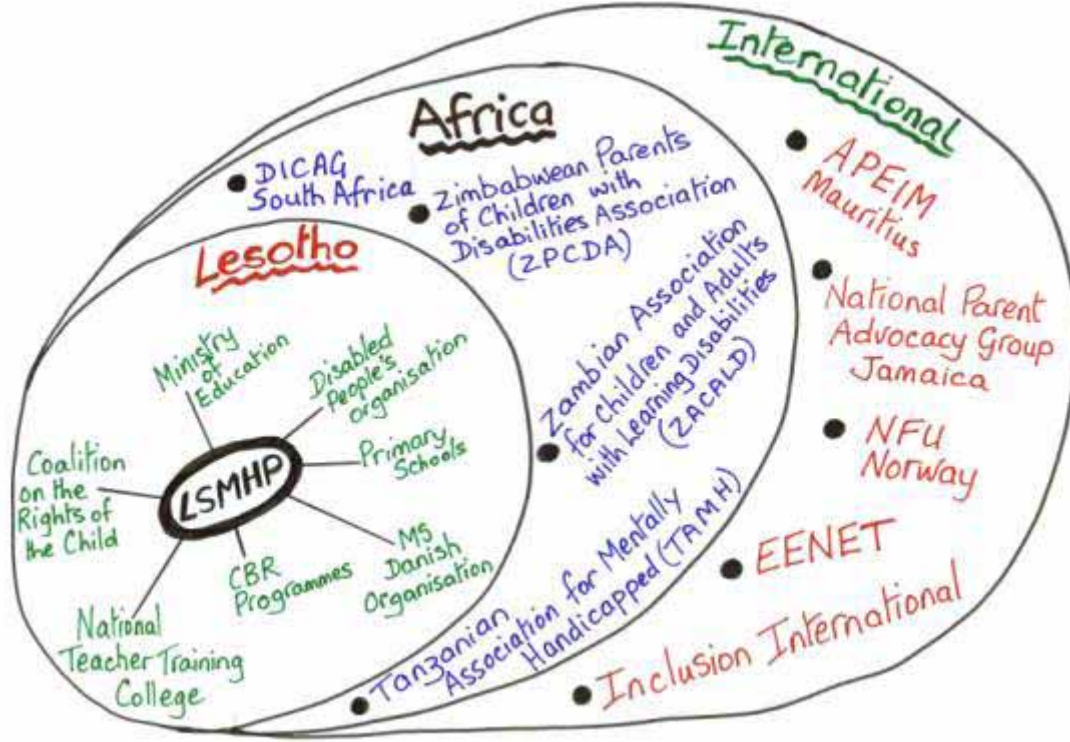 International
Africa
Lesotho
DICAG
South Africa
Zimbabwean Parents
of Children with
Disabilities Association
(ZPCDA)
Zambian Association
for Children and Adults
with Learning Disabilities
(ZACALD)
Tanzanian
Association for Mentally
Handicapped (TAMH)
APEIM
Mauritius
National Parent
Advocacy Group
Jamaica
NFU
Norway
EENET
Inclusion International
LSMHP
Ministry
of
Education
Disabled
People's
Organisation
Primary
Schools
MS
Danish
Organisation
CBR
Programmes
National
Teacher Training
College
Coalition
on the
Rights of
the Child